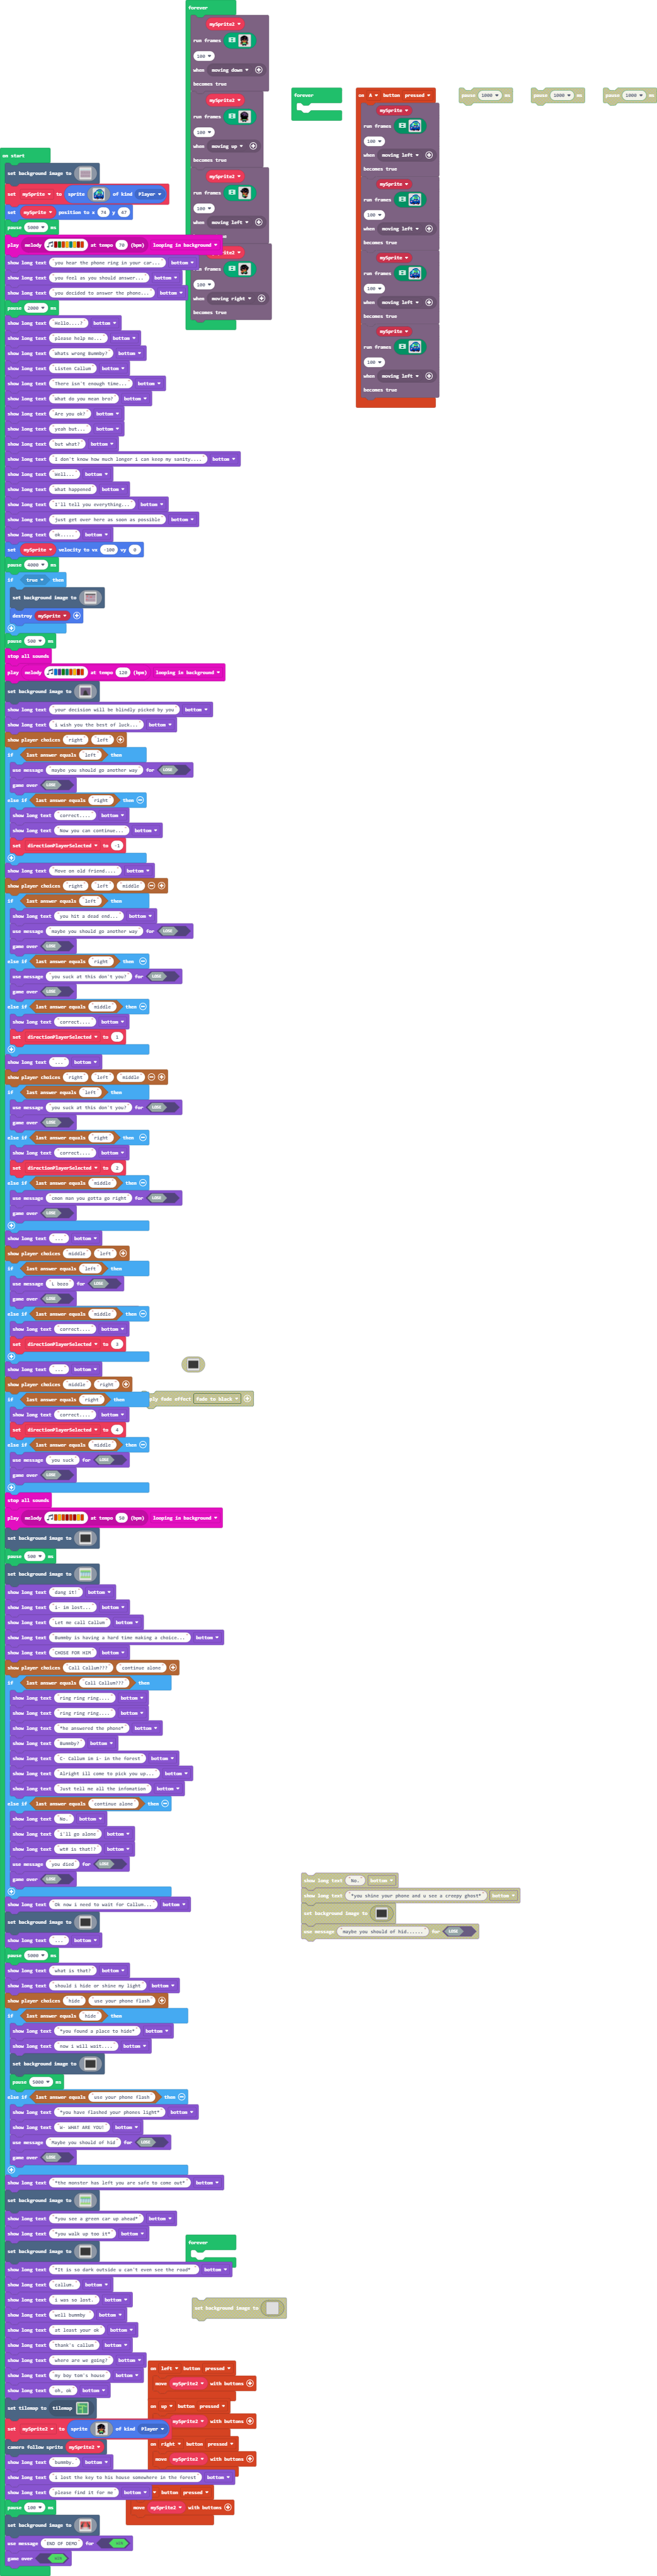 forever
mySprite2
run frames
100
when moving down
becomes true
mySprite2
run frames
100
when moving up
becomes true
mySprite2
run frames
100
when moving left
mySprite2
frames
100
when moving right
becomes true
forever
on A button pressed
mySprite
run frames
100
when moving left
becomes true
mySprite
run frames
100
when moving left
becomes true
mySprite
run frames
100
when moving left
becomes true
mySprite
run frames
100
when moving left
becomes true
pause 1000 ms
pause 1000 ms
pause 1000 ms
on start
set background image to
set mySprite to sprite of kind Player
set mySprite position to x 74 y 47
pause 5000 ms
play melody at tempo 70 (bpm) looping in background
show long text you hear the phone ring in your car... bottom
show long text you feel as you should answer... bottom
show long text you decided to answer the phone... bottom
pause 2000 ms
show long text Hello....? bottom
show long text please help me... bottom
show long text Whats wrong Bummby? bottom
show long text Listen Callum bottom
show long text There isn't enough time... bottom
show long text What do you mean bro? bottom
show long text Are you ok? bottom
show long text yeah but... bottom
show long text but what? bottom
show long text I don't know how much longer i can keep my sanity.... bottom
show long text Well... bottom
show long text What happened bottom
show long text I'll tell you everything... bottom
show long text just get over here as soon as possible bottom
show long text ok..... bottom
set mySprite velocity to vx -100 vy 0
pause 4000 ms
if true then
set background image to
destroy mySprite
pause 500 ms
stop all sounds
play melody at tempo 120 (bpm) looping in background
set background image to
show long text your decision will be blindly picked by you bottom
show long text i wish you the best of luck... bottom
show player choices right left
if last answer equals left then
use message maybe you should go another way for LOSE
game over LOSE
else if last answer equals right then
show long text correct.... bottom
show long text Now you can continue... bottom
set directionPlayerSelected to -1
show long text Move on old friend.... bottom
show player choices right left middle
if last answer equals left then
show long text you hit a dead end... bottom
use message maybe you should go another way for LOSE
game over LOSE
else if last answer equals right then
use message you suck at this don't you? for LOSE
game over LOSE
else if last answer equals middle then
show long text correct.... bottom
set directionPlayerSelected to 1
show long text ... bottom
show player choices right left middle
if last answer equals left then
use message you suck at this don't you? for LOSE
game over LOSE
else if last answer equals right then
show long text correct.... bottom
set directionPlayerSelected to 2
else if last answer equals middle then
use message cmon man you gotta go right for LOSE
game over LOSE
show long text ... bottom
show player choices middle left
if last answer equals left then
use message i bozo for LOSE
game over LOSE
else if last answer equals middle then
show long text correct.... bottom
set directionPlayerSelected to 3
show long text ... bottom
show player choices middle right
if last answer equals right then
ly fade effect fade to black
show long text correct.... bottom
set directionPlayerSelected to 4
else if last answer equals middle then
use message you suck for LOSE
game over LOSE
stop all sounds
play melody at tempo 50 (bpm) looping in background
set background image to
pause 500 ms
set background image to
show long text dang it! bottom
show long text i- im lost... bottom
show long text Let me call Callum bottom
show long text Bummby is having a hard time making a choice... bottom
show long text CHOSE FOR HIM bottom
show player choices Call Callum??? continue alone
if last answer equals Call Callum??? then
show long text ring ring ring.... bottom
show long text ring ring ring.... bottom
show long text *he answered the phone* bottom
show long text Bummby? bottom
show long text C- Callum im i- in the forest bottom
show long text Alright ill come to pick you up... bottom
show long text Just tell me all the infomation bottom
else if last answer equals continue alone then
show long text No. bottom
show long text i'll go alone bottom
show long text wt# is that!? bottom
use message you died for LOSE
game over LOSE
show long text Ok now i need to wait for Callum... bottom
set background image to
show long text ... bottom
pause 5000 ms
show long text what is that? bottom
show long text should i hide or shine my light bottom
show player choices hide use your phone flash
if last answer equals hide then
show long text *you found a place to hide* bottom
show long text now i will wait.... bottom
set background image to
pause 5000 ms
else if last answer equals use your phone flash then
show long text *you have flashed your phones light* bottom
show long text W- WHAT ARE YOU! bottom
use message Maybe you should of hid for LOSE
game over LOSE
show long text No. bottom
show long text *you shine your phone and u see a creepy ghost* bottom
set background image to
use message maybe you should of hid...... for LOSE
show long text *the monster has left you are safe to come out* bottom
set background image to
show long text *you see a green car up ahead* bottom
show long text *you walk up too it* bottom
set background image to
forever
show long text *It is so dark outside u can't even see the road* bottom
show long text callum. bottom
show long text i was so lost. bottom
show long text well bummby bottom
show long text at least your ok bottom
show long text thank's callum bottom
show long text where are we going? bottom
show long text my boy tom's house bottom
show long text oh, ok bottom
set background image to
set tilemap to tilemap
set mySprite2 to sprite of kind Player
camera follow sprite mySprite2
show long text bummby. bottom
show long text i lost the key to his house somewhere in the forest bottom
show long text please find it for me bottom
pause 100 ms
set background image to
use message END OF DEMO for WIN
game over WIN
on left button pressed
move mySprite2 with buttons
on up button pressed
mySprite2 with buttons
on right button pressed
move mySprite2 with buttons
button pressed
move mySprite2 with buttons